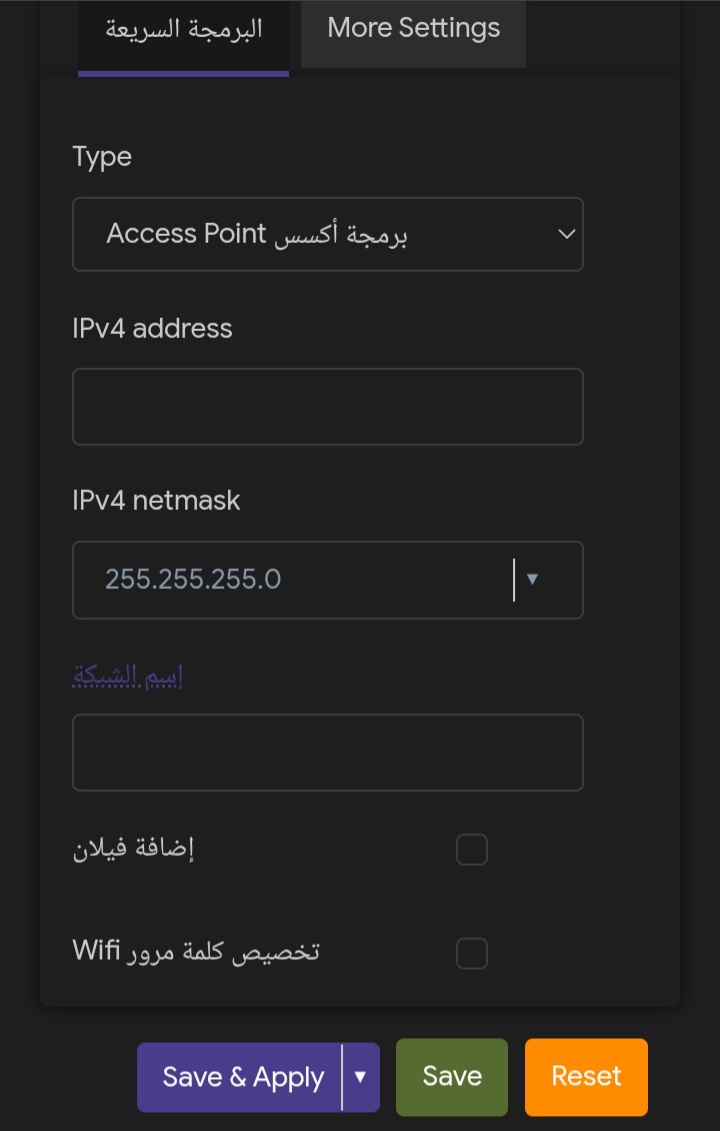 البرمجة السريعة
More Settings
Type
برمجة أكسس Access Point
IPv4 address
IPv4 netmask
255.255.255.0
إسم الشبكة
إضافة فيلان
تخصيص كلمة مرور Wifi
Save & Apply
Save
Reset